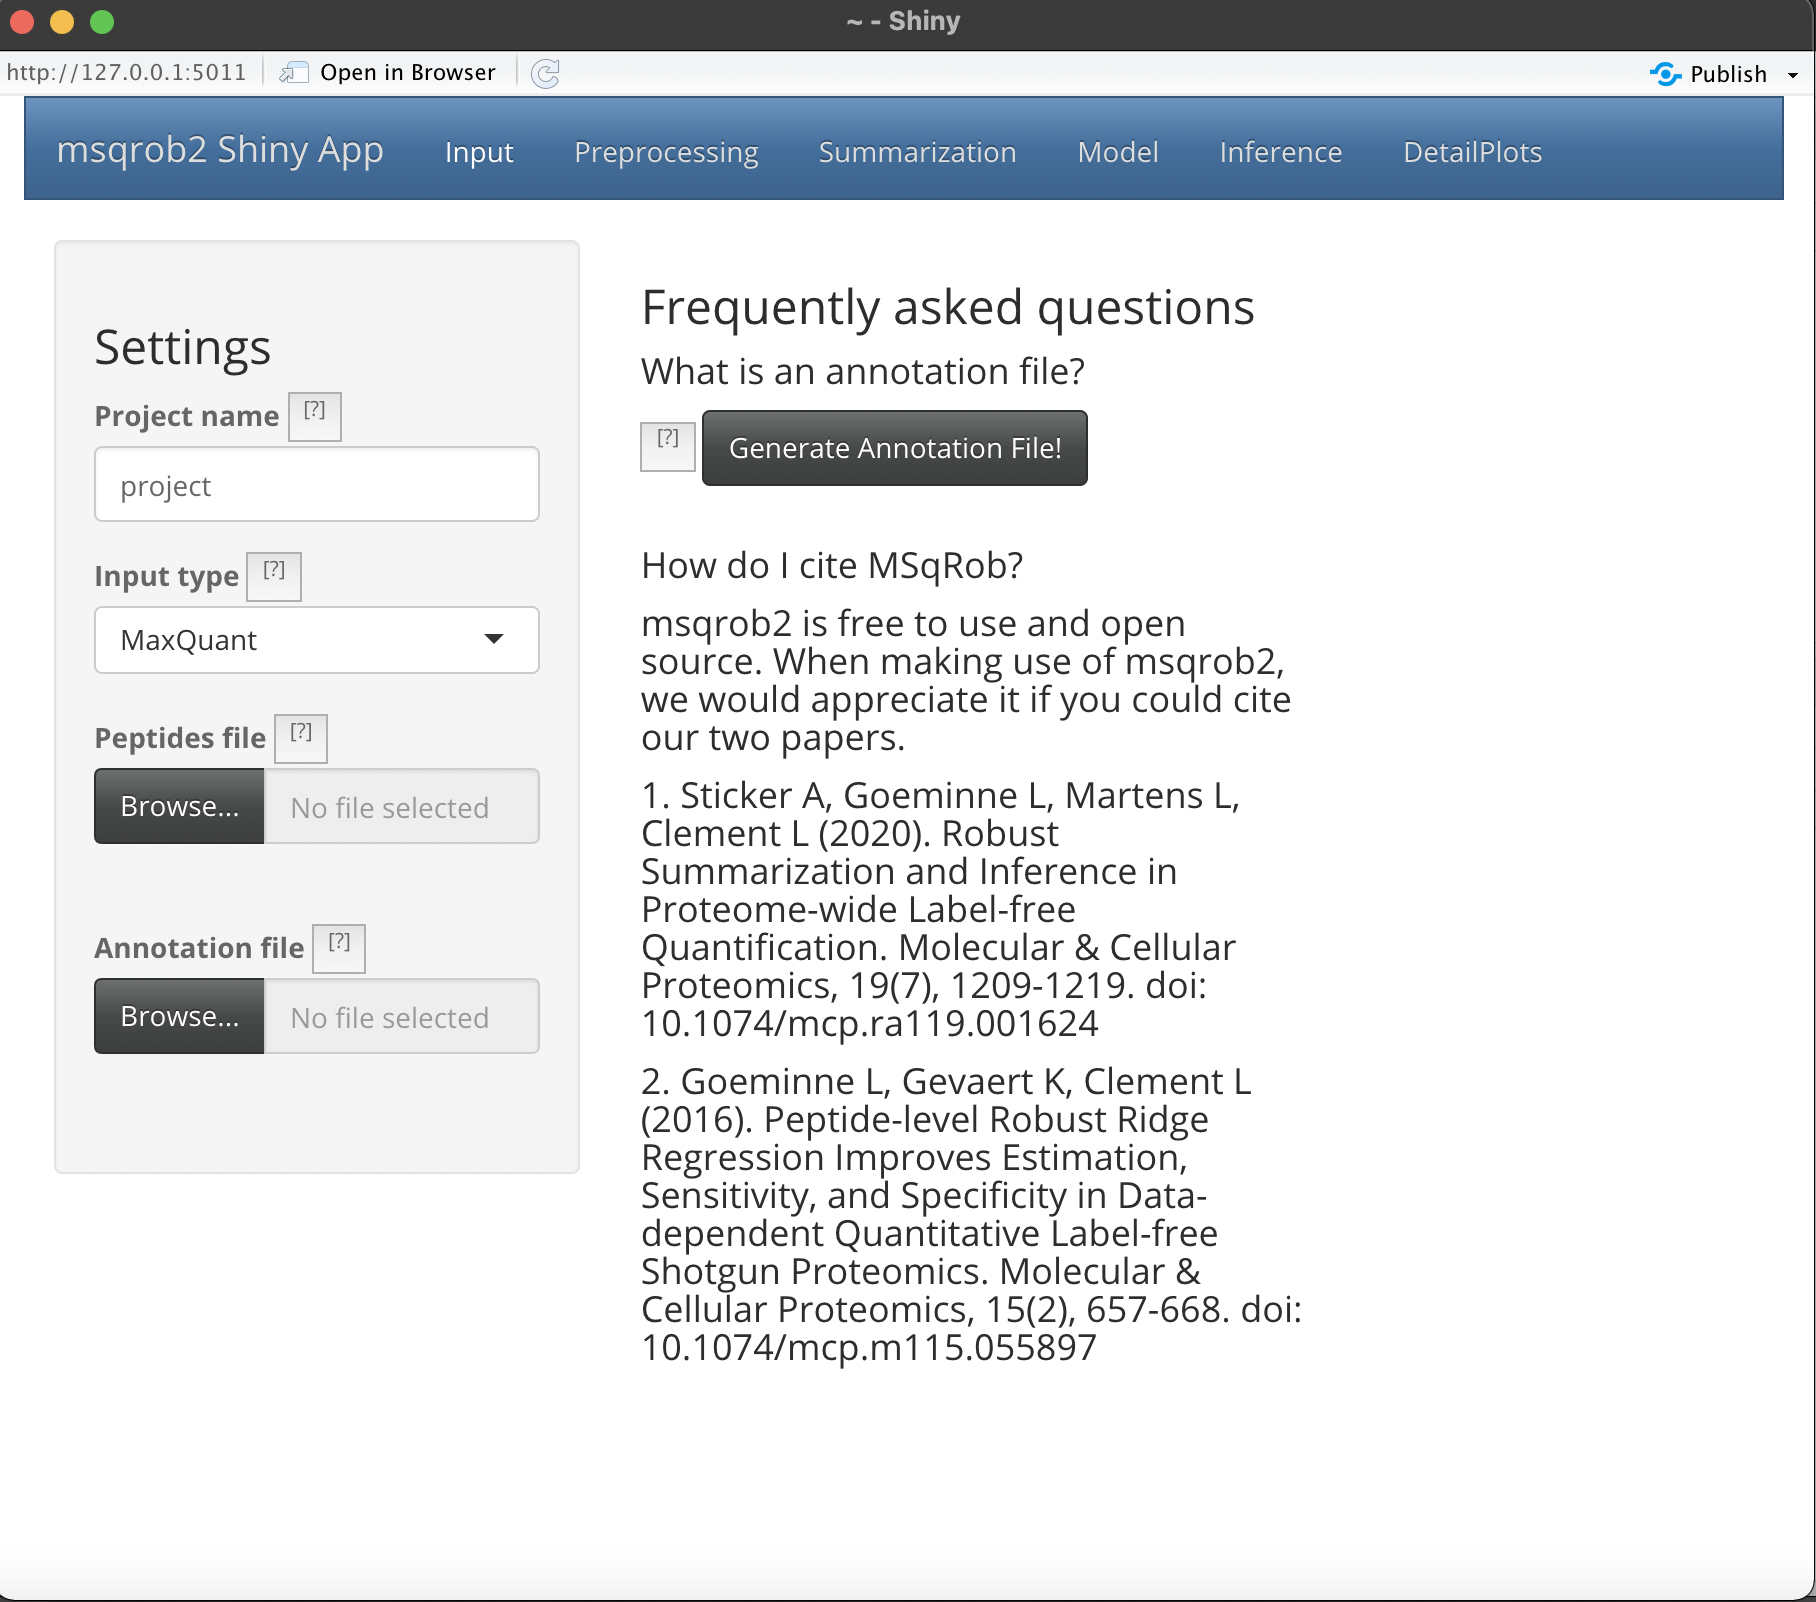 ~ - Shiny
http://127.0.0.1:5011 Open in Browser Publish
msqrob2 Shiny App Input Preprocessing Summarization Model Inference DetailPlots
Settings
Project name [?]
project
Input type [?]
MaxQuant
Peptides file [?]
Browse... No file selected
Annotation file [?]
Browse... No file selected
Frequently asked questions
What is an annotation file?
[?] Generate Annotation File!
How do I cite MSqRob?
msqrob2 is free to use and open
source. When making use of msqrob2,
we would appreciate it if you could cite
our two papers.
1. Sticker A, Goeminne L, Martens L,
Clement L (2020). Robust
Summarization and Inference in
Proteome-wide Label-free
Quantification. Molecular & Cellular
Proteomics, 19(7), 1209-1219. doi:
10.1074/mcp.ra119.001624
2. Goeminne L, Gevaert K, Clement L
(2016). Peptide-level Robust Ridge
Regression Improves Estimation,
Sensitivity, and Specificity in Data-
dependent Quantitative Label-free
Shotgun Proteomics. Molecular &
Cellular Proteomics, 15(2), 657-668. doi:
10.1074/mcp.m115.055897